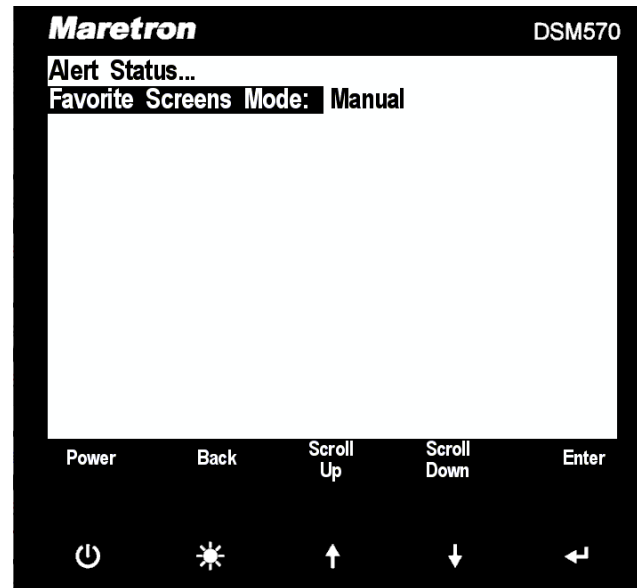 Maretron DSM570
Alert Status...
Favorite Screens Mode: Manual
Power Back Scroll Up Scroll Down Enter